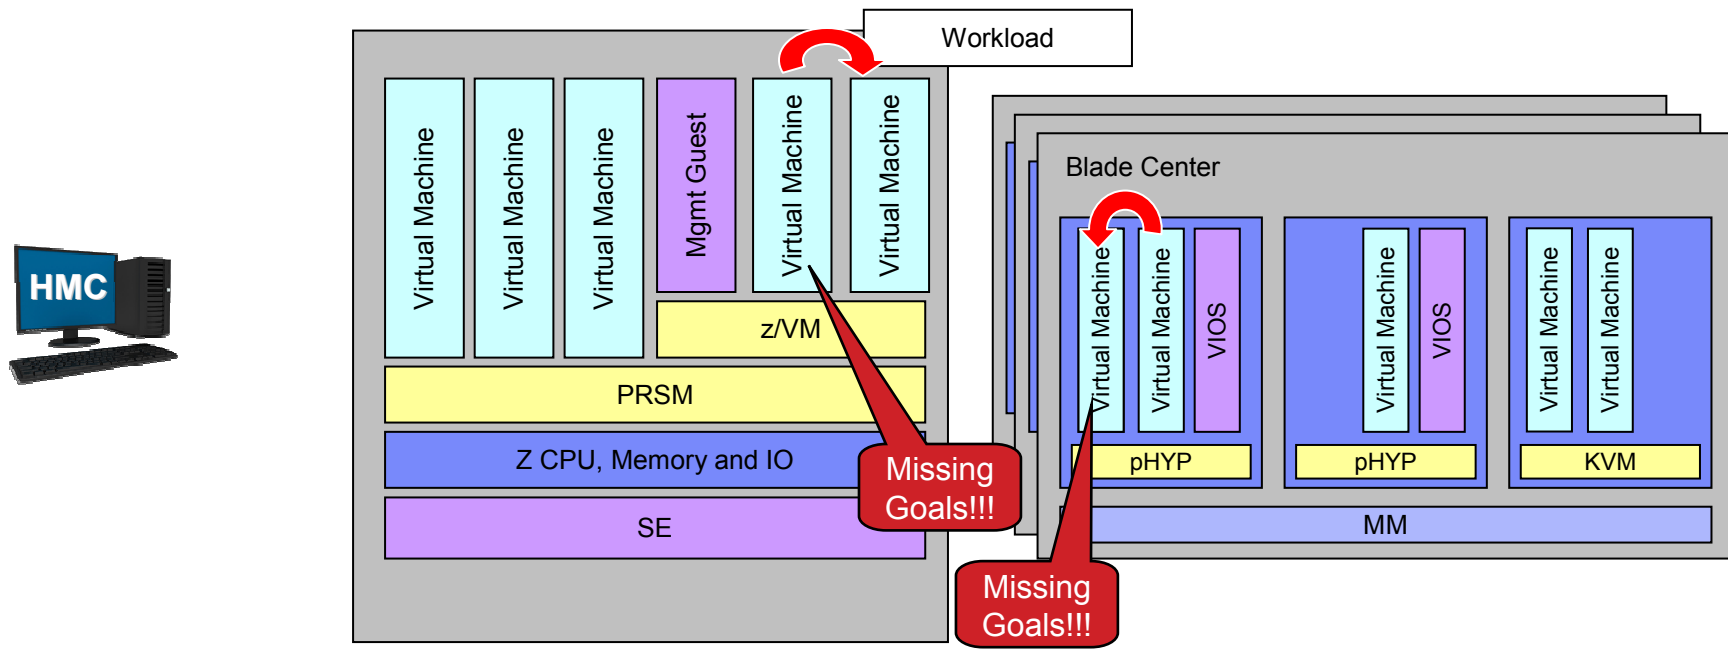 Workload
HMC
Virtual Machine
Virtual Machine
Virtual Machine
Mgmt Guest
Virtual Machine
Virtual Machine
z/VM
PRSM
Z CPU, Memory and IO
SE
Missing
Goals!!!
Blade Center
Virtual Machine
Virtual Machine
VIOS
pHYP
Virtual Machine
VIOS
pHYP
Virtual Machine
Virtual Machine
KVM
MM
Missing
Goals!!!